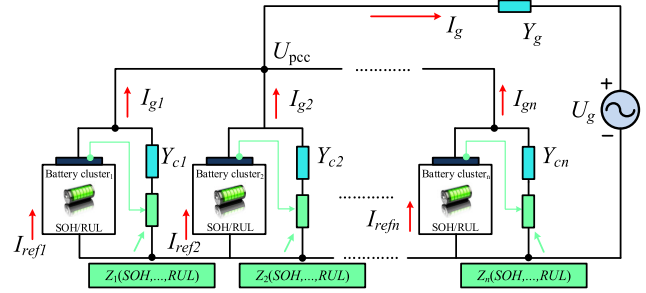 I_g
Y_g
U_pcc
I_g1
I_g2
I_gn
U_g
+
−
Y_c1
Y_c2
Y_cn
Battery cluster_1
Battery cluster_2
Battery cluster_n
SOH/RUL
SOH/RUL
SOH/RUL
I_ref1
I_ref2
I_refn
Z_1(SOH,...,RUL)
Z_2(SOH,...,RUL)
Z_n(SOH,...,RUL)